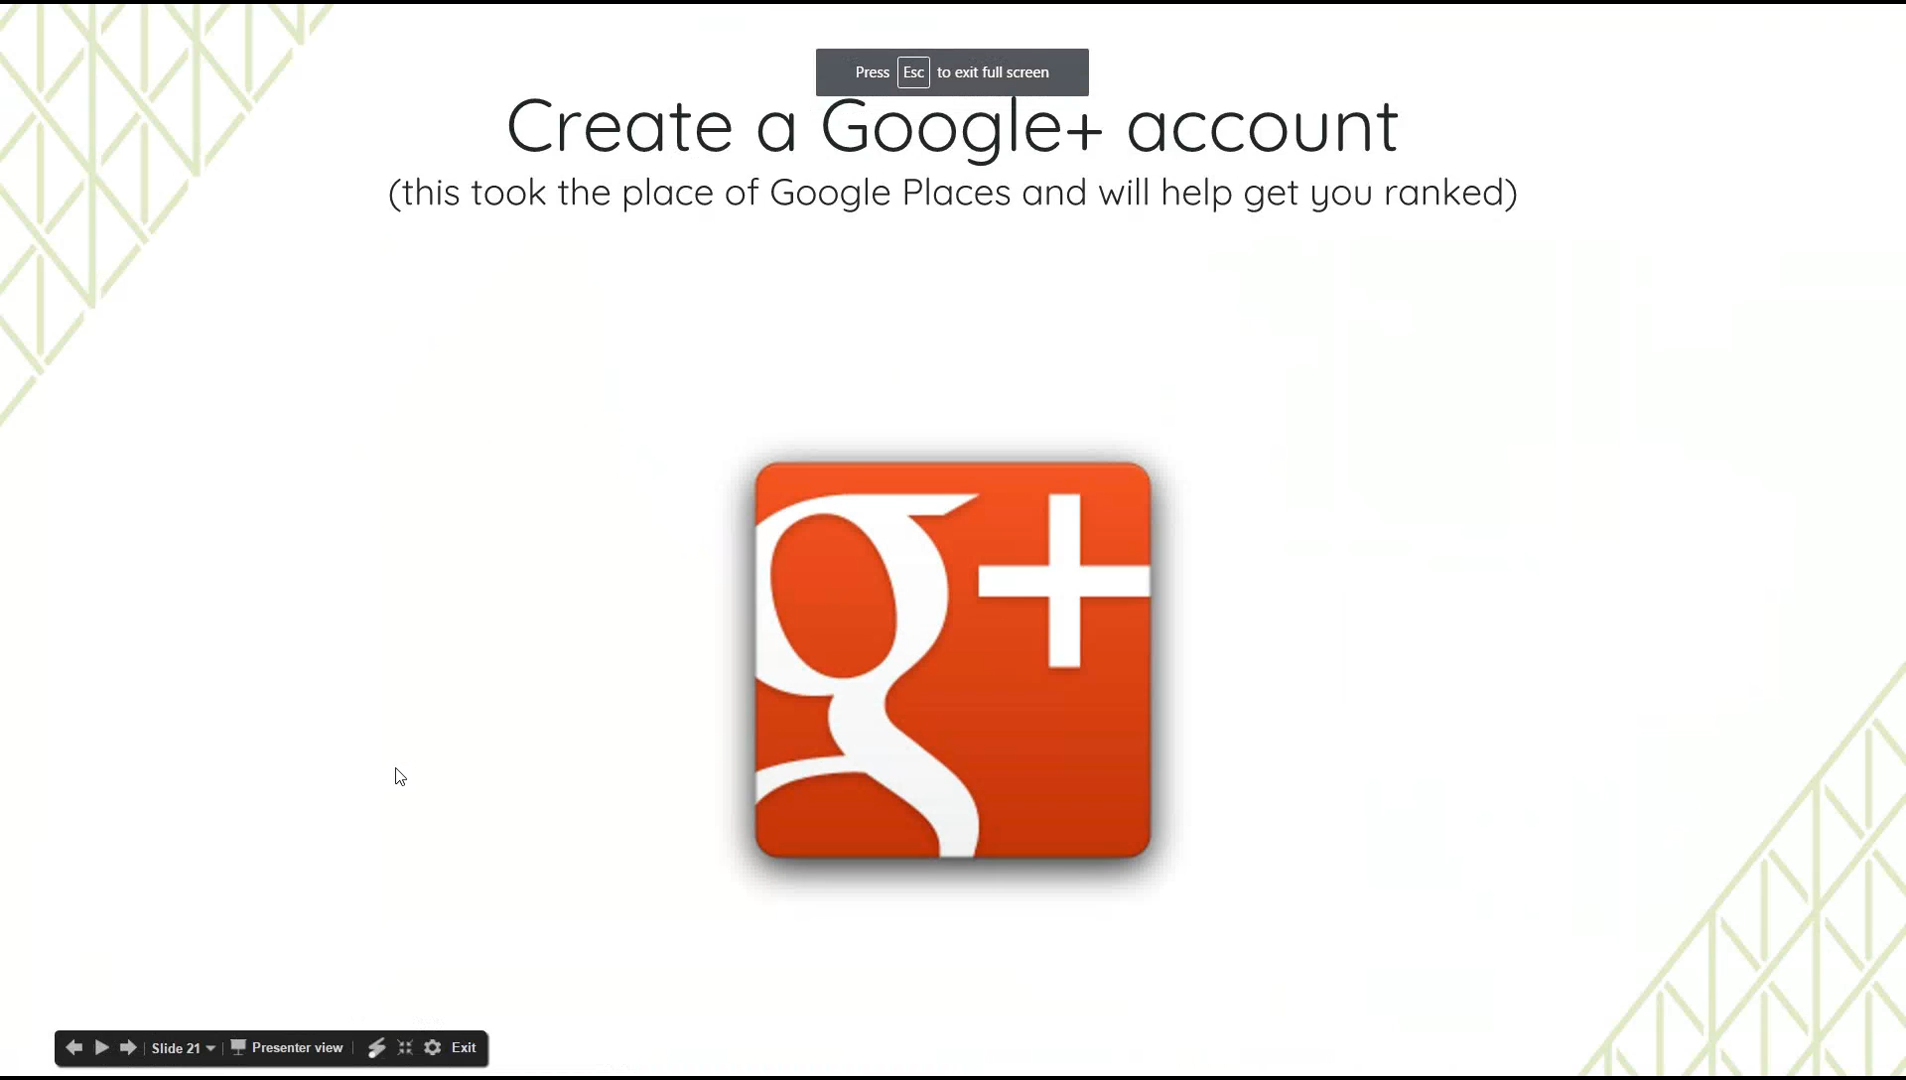 Press Esc to exit full screen
Create a Google+ account
(this took the place of Google Places and will help get you ranked)
g+
Slide 21 Presenter view Exit